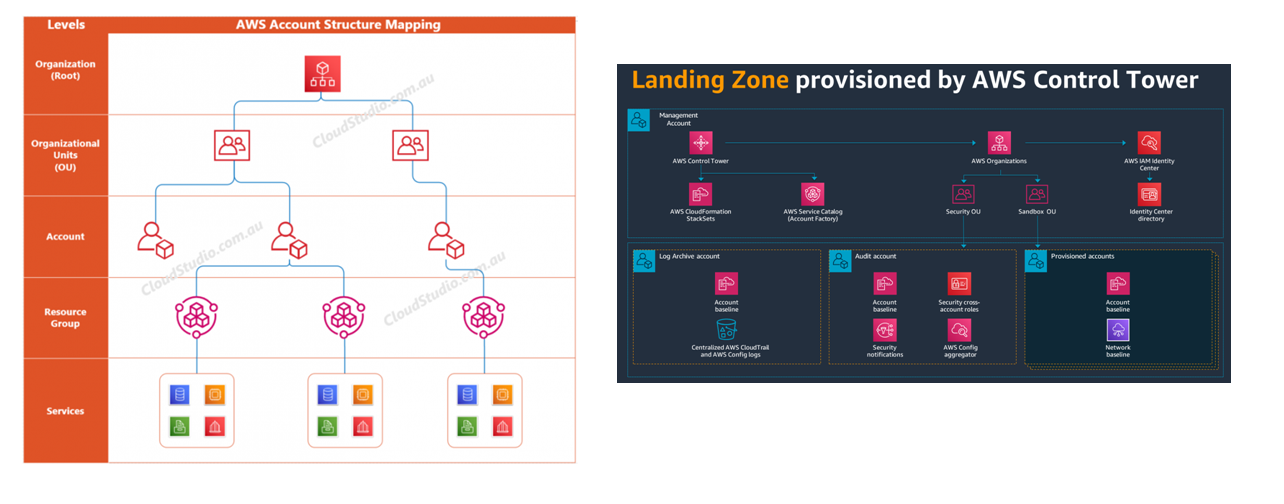 Levels
AWS Account Structure Mapping
Organization
(Root)
Organizational
Units
(OU)
Account
Resource
Group
Services
CloudStudio.com.au
CloudStudio.com.au
CloudStudio.com.au
Landing Zone provisioned by AWS Control Tower
Management
Account
AWS Control Tower
AWS Organizations
AWS IAM Identity
Center
AWS CloudFormation
StackSets
AWS Service Catalog
(Account Factory)
Security OU
Sandbox OU
Identity Center
directory
Log Archive account
Account
baseline
Centralized AWS CloudTrail
and AWS Config logs
Audit account
Account
baseline
Security cross-
account roles
Security
notifications
AWS Config
aggregator
Provisioned accounts
Account
baseline
Network
baseline